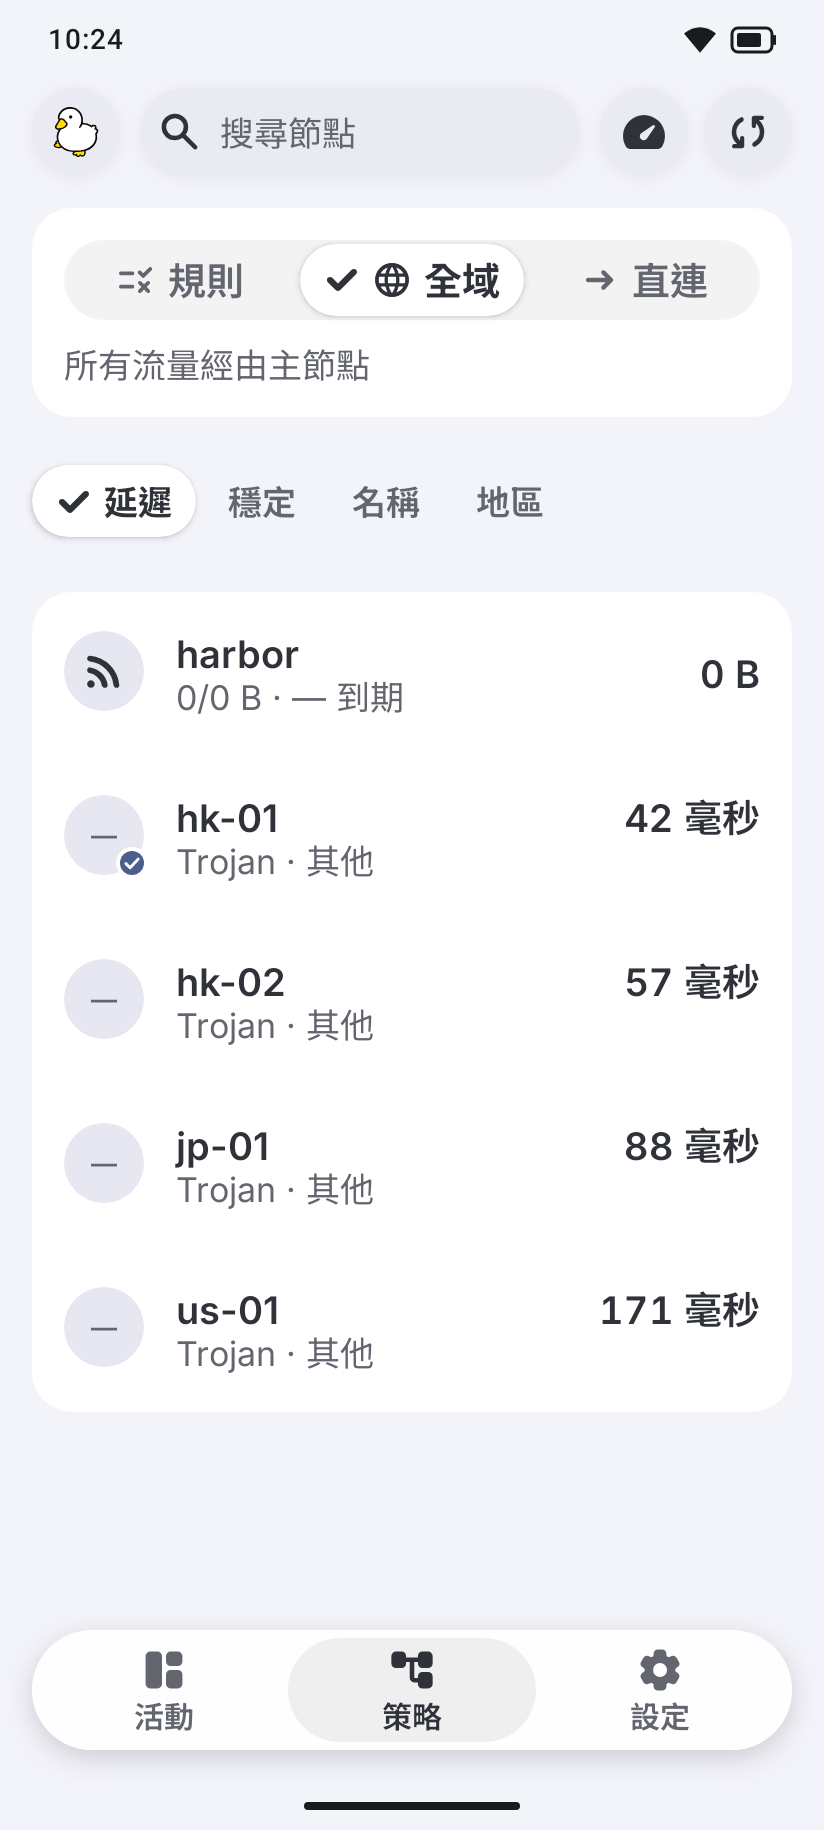 10:24
搜尋節點
規則
全域
直連
所有流量經由主節點
延遲
穩定
名稱
地區
harbor
0 B
0/0 B · — 到期
hk-01
42 毫秒
Trojan · 其他
hk-02
57 毫秒
Trojan · 其他
jp-01
88 毫秒
Trojan · 其他
us-01
171 毫秒
Trojan · 其他
活動
策略
設定